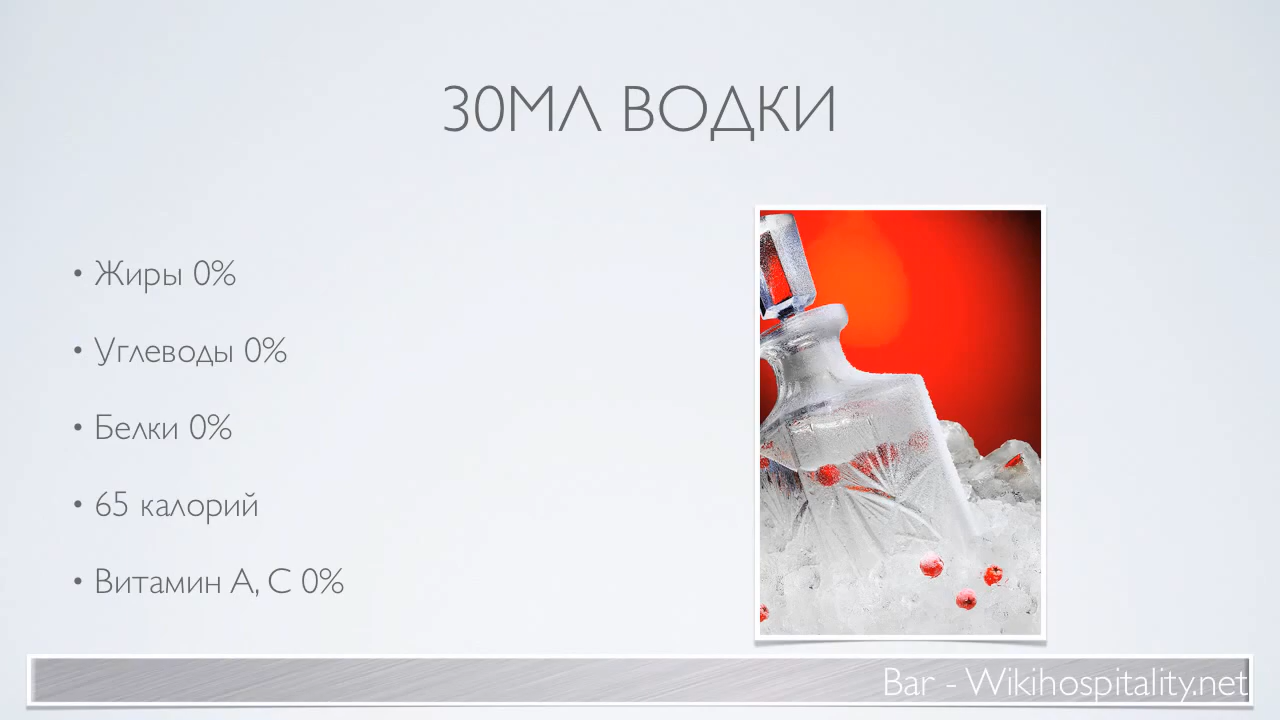 30МЛ ВОДКИ
• Жиры 0%
• Углеводы 0%
• Белки 0%
• 65 калорий
• Витамин А, С 0%
Bar - Wikihospitality.net